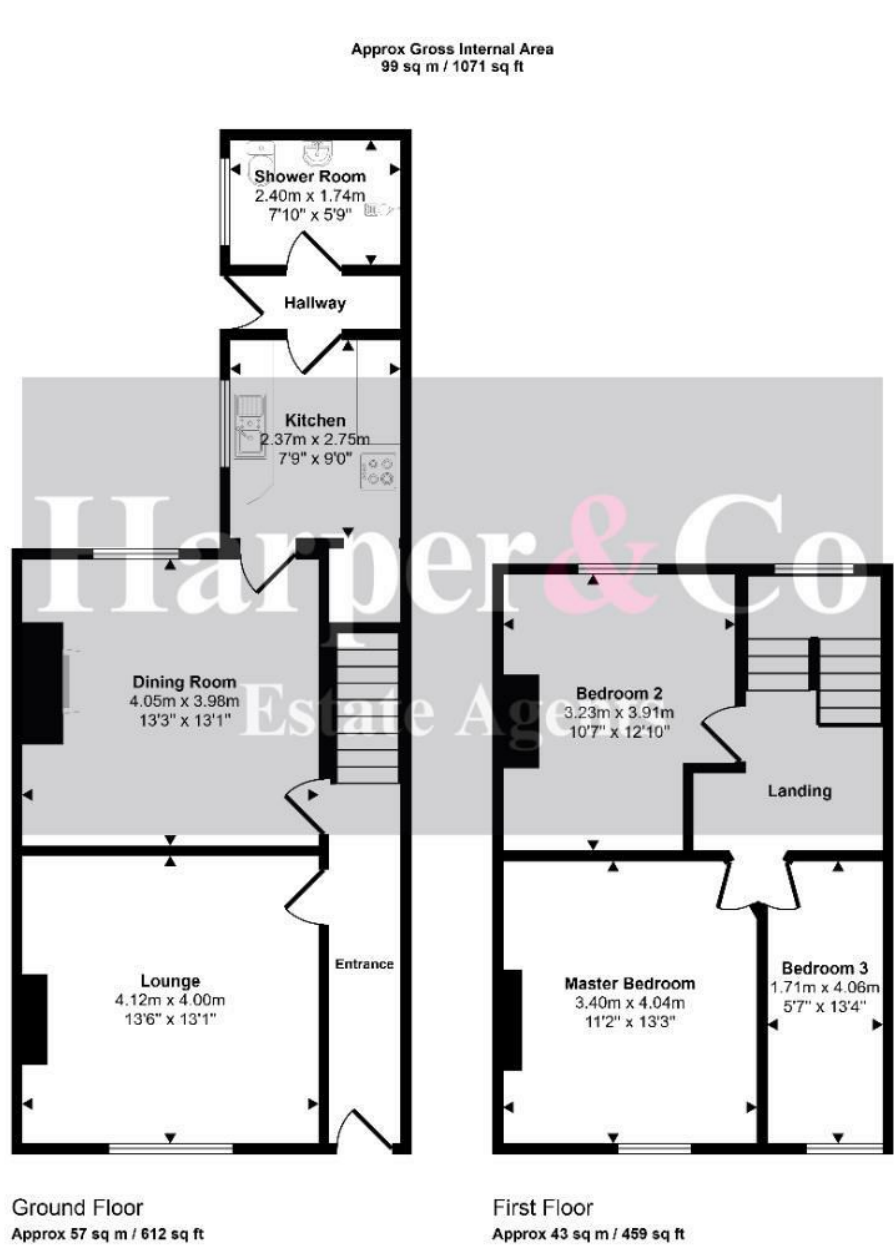 Approx Gross Internal Area
99 sq m / 1071 sq ft
Shower Room
2.40m x 1.74m
7'10" x 5'9"
Hallway
Kitchen
2.37m x 2.75m
7'9" x 9'0"
Harper&Co
Estate Agents
Dining Room
4.05m x 3.98m
13'3" x 13'1"
Bedroom 2
3.23m x 3.91m
10'7" x 12'10"
Landing
Lounge
4.12m x 4.00m
13'6" x 13'1"
Entrance
Master Bedroom
3.40m x 4.04m
11'2" x 13'3"
Bedroom 3
1.71m x 4.06m
5'7" x 13'4"
Ground Floor
Approx 57 sq m / 612 sq ft
First Floor
Approx 43 sq m / 459 sq ft